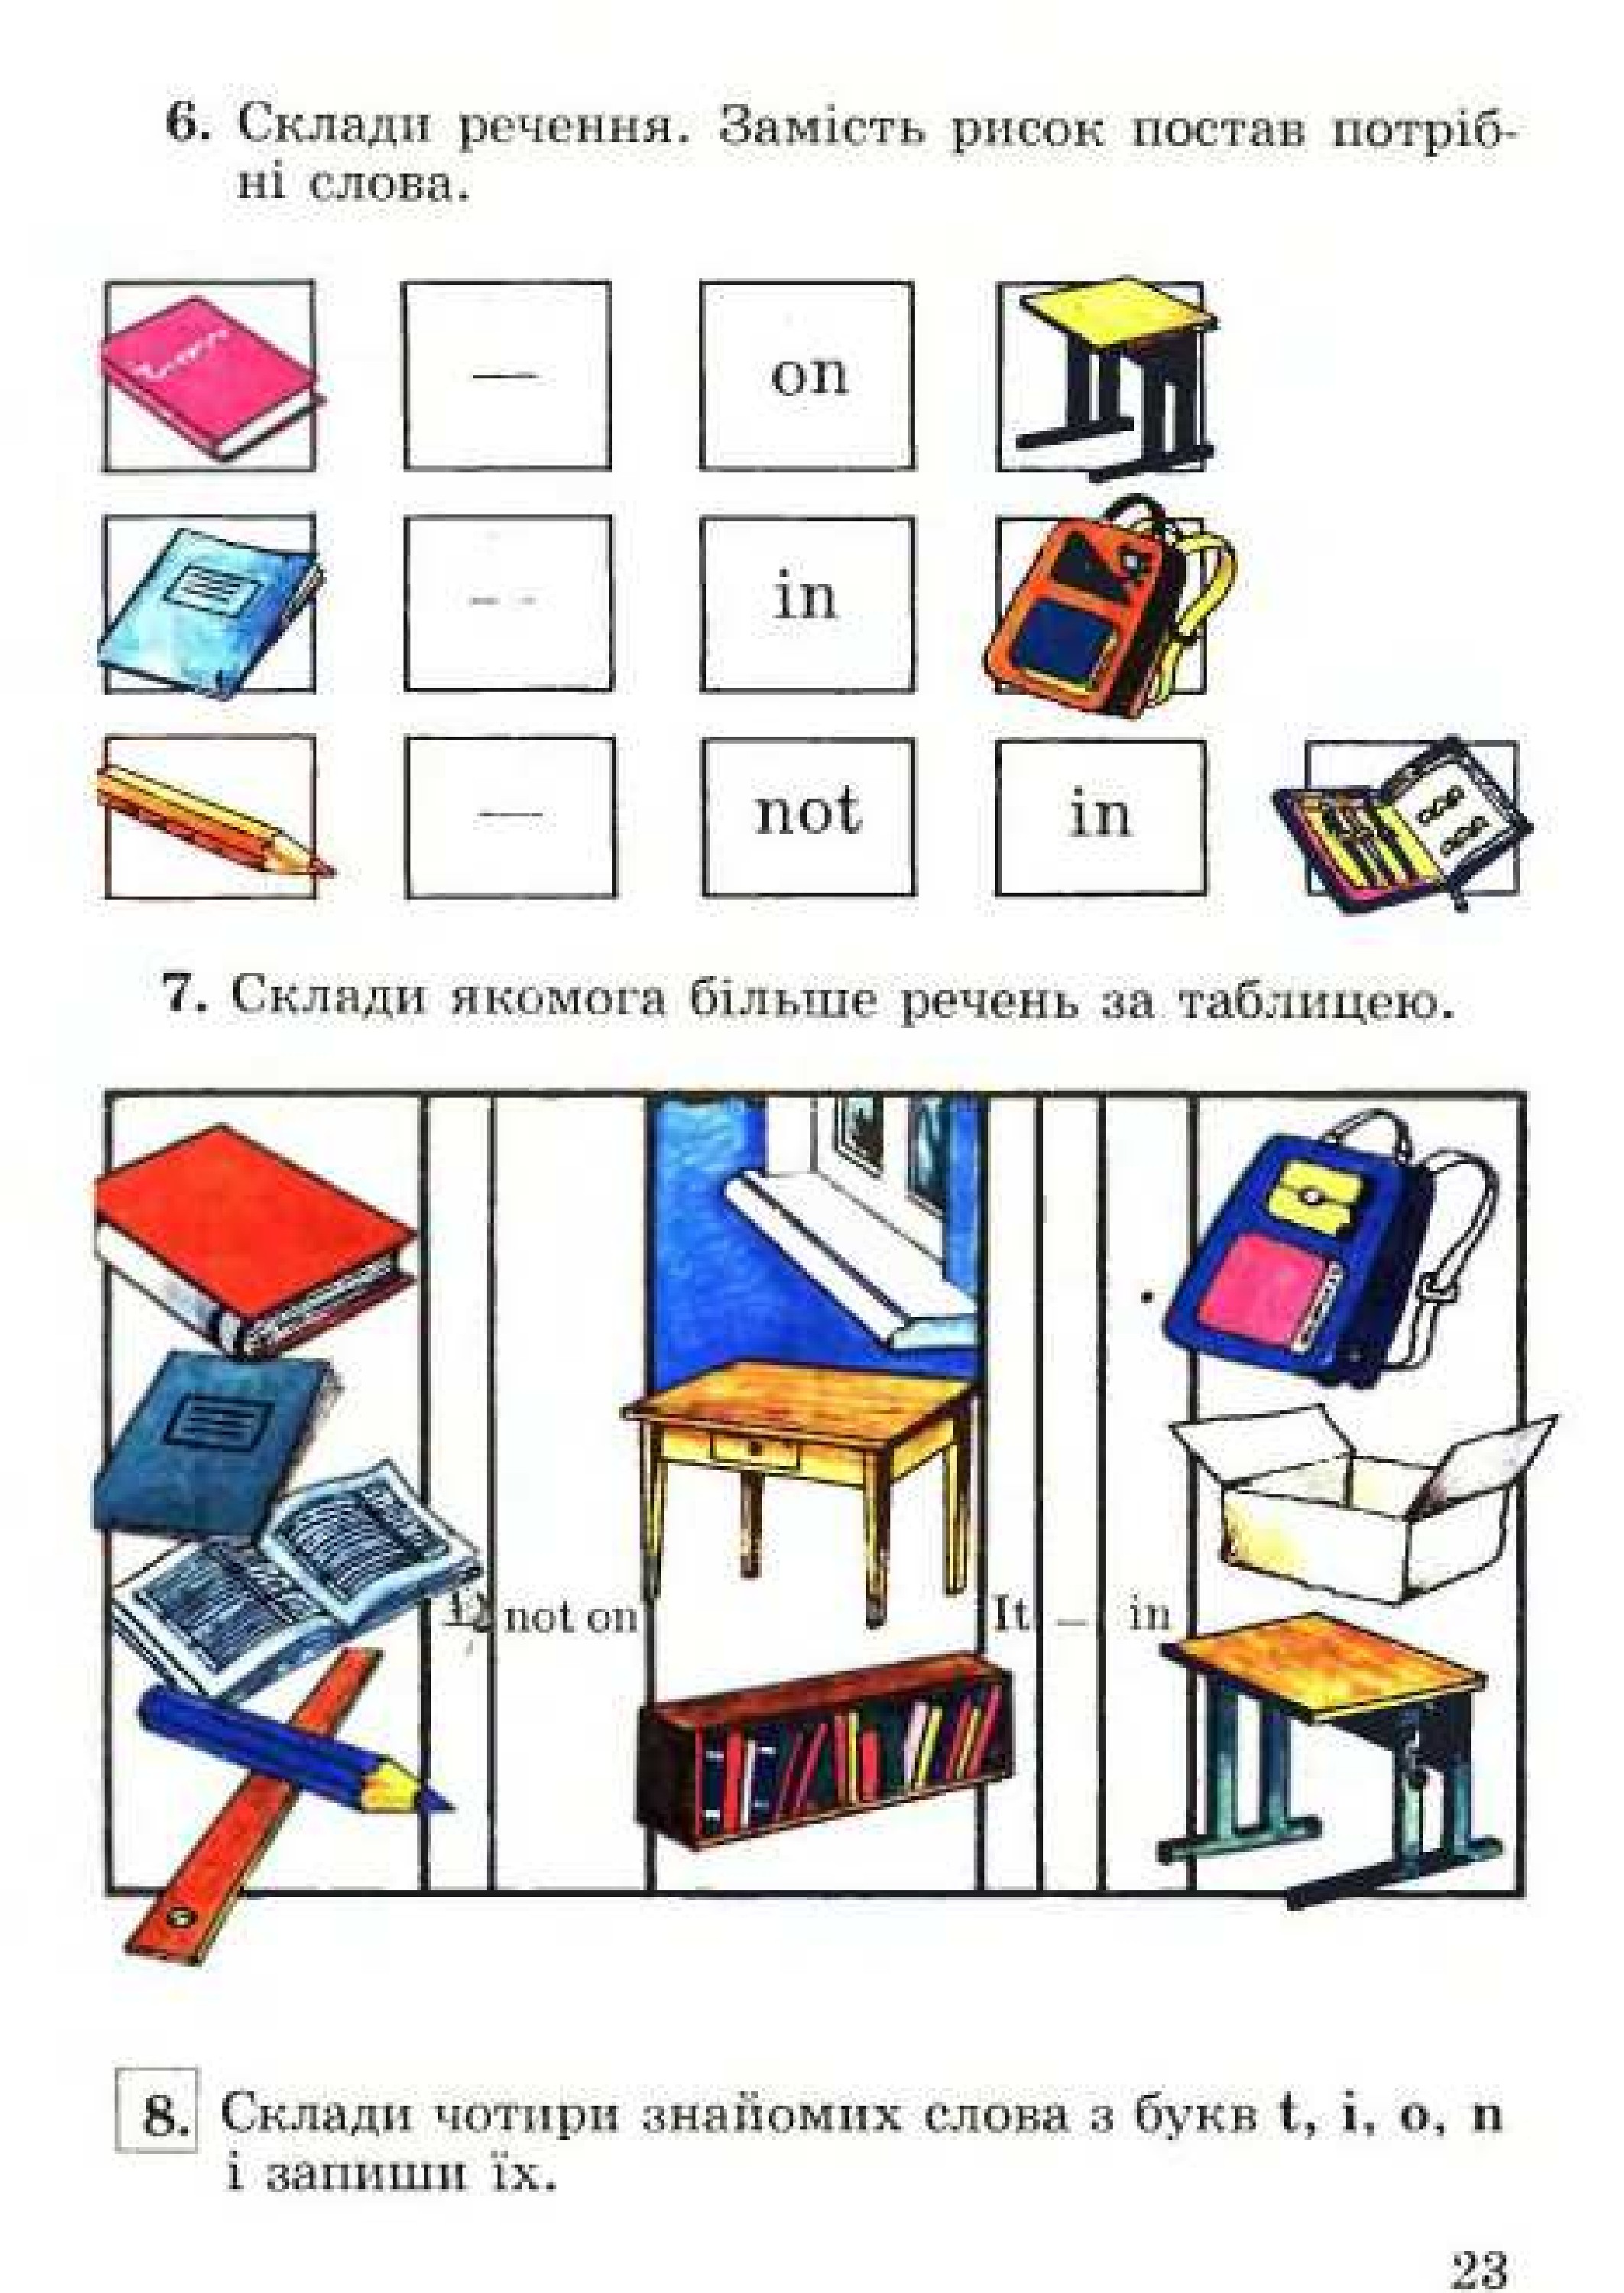 6. Склади речення. Замість рисок постав потріб-
ні слова.
— on
— in
— not in
7. Склади якомога більше речень за таблицею.
not on It – in
8. Склади чотири знайомих слова з букв t, i, o, n
і запиши їх.
23